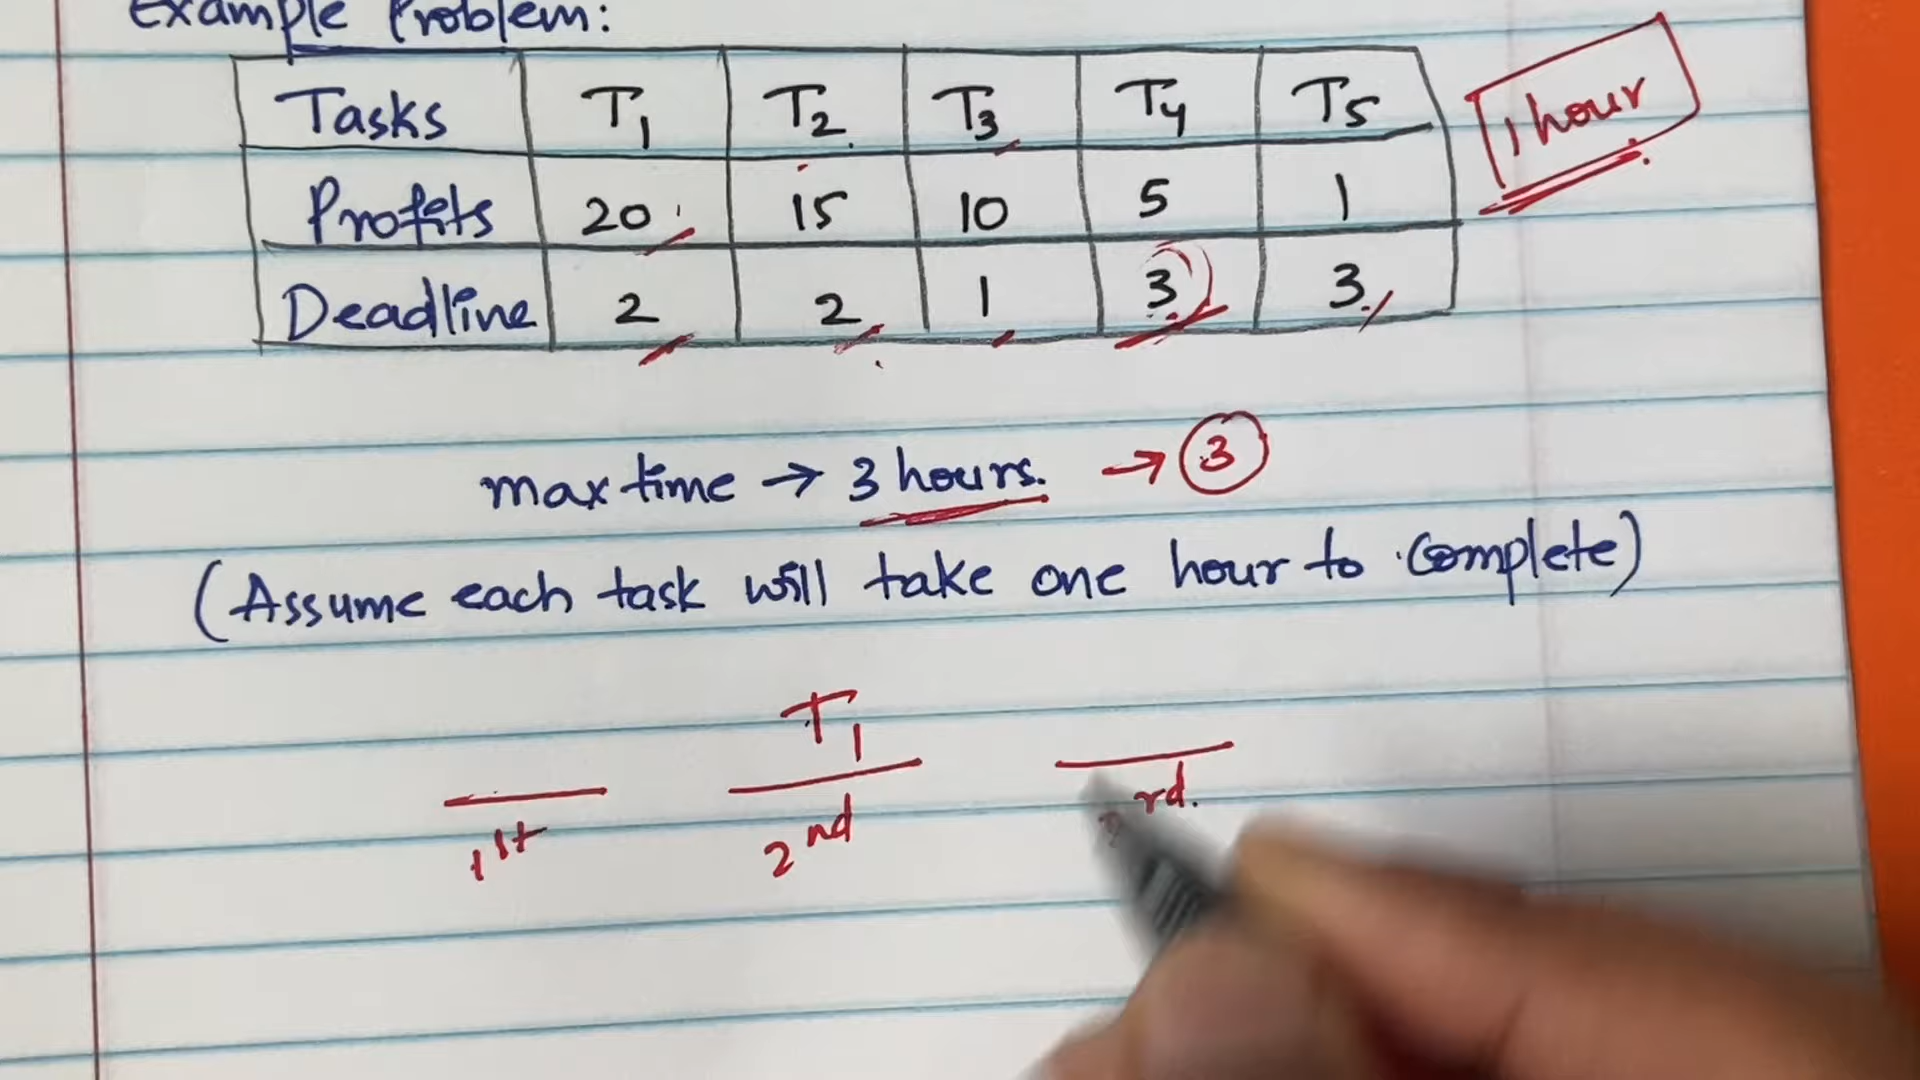 Example Problem:
Tasks T1 T2 T3 T4 T5
1 hour
Profits 20 15 10 5 1
Deadline 2 2 1 3 3
max time → 3 hours. → 3
(Assume each task will take one hour to complete)
T1
1st 2nd rd.